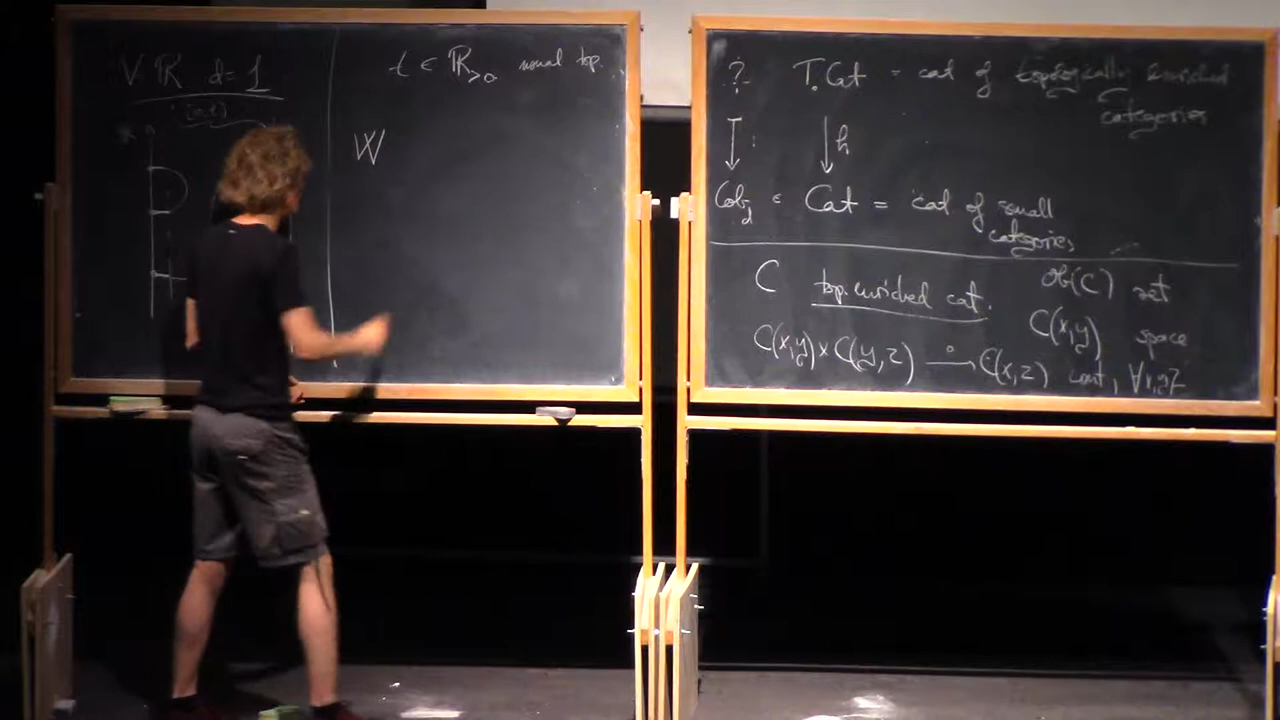 V ℝ d=1
t ∈ ℝ>0 usual top.
W
? T.Cat = cat of topologically enriched
categories
↦ ↓ h
Cob_d ∈ Cat = cat of small
categories
C top. enriched cat. Ob(C) set
C(x,y) space
C(x,y) × C(y,z) →° C(x,z) cont, ∀x,y,z